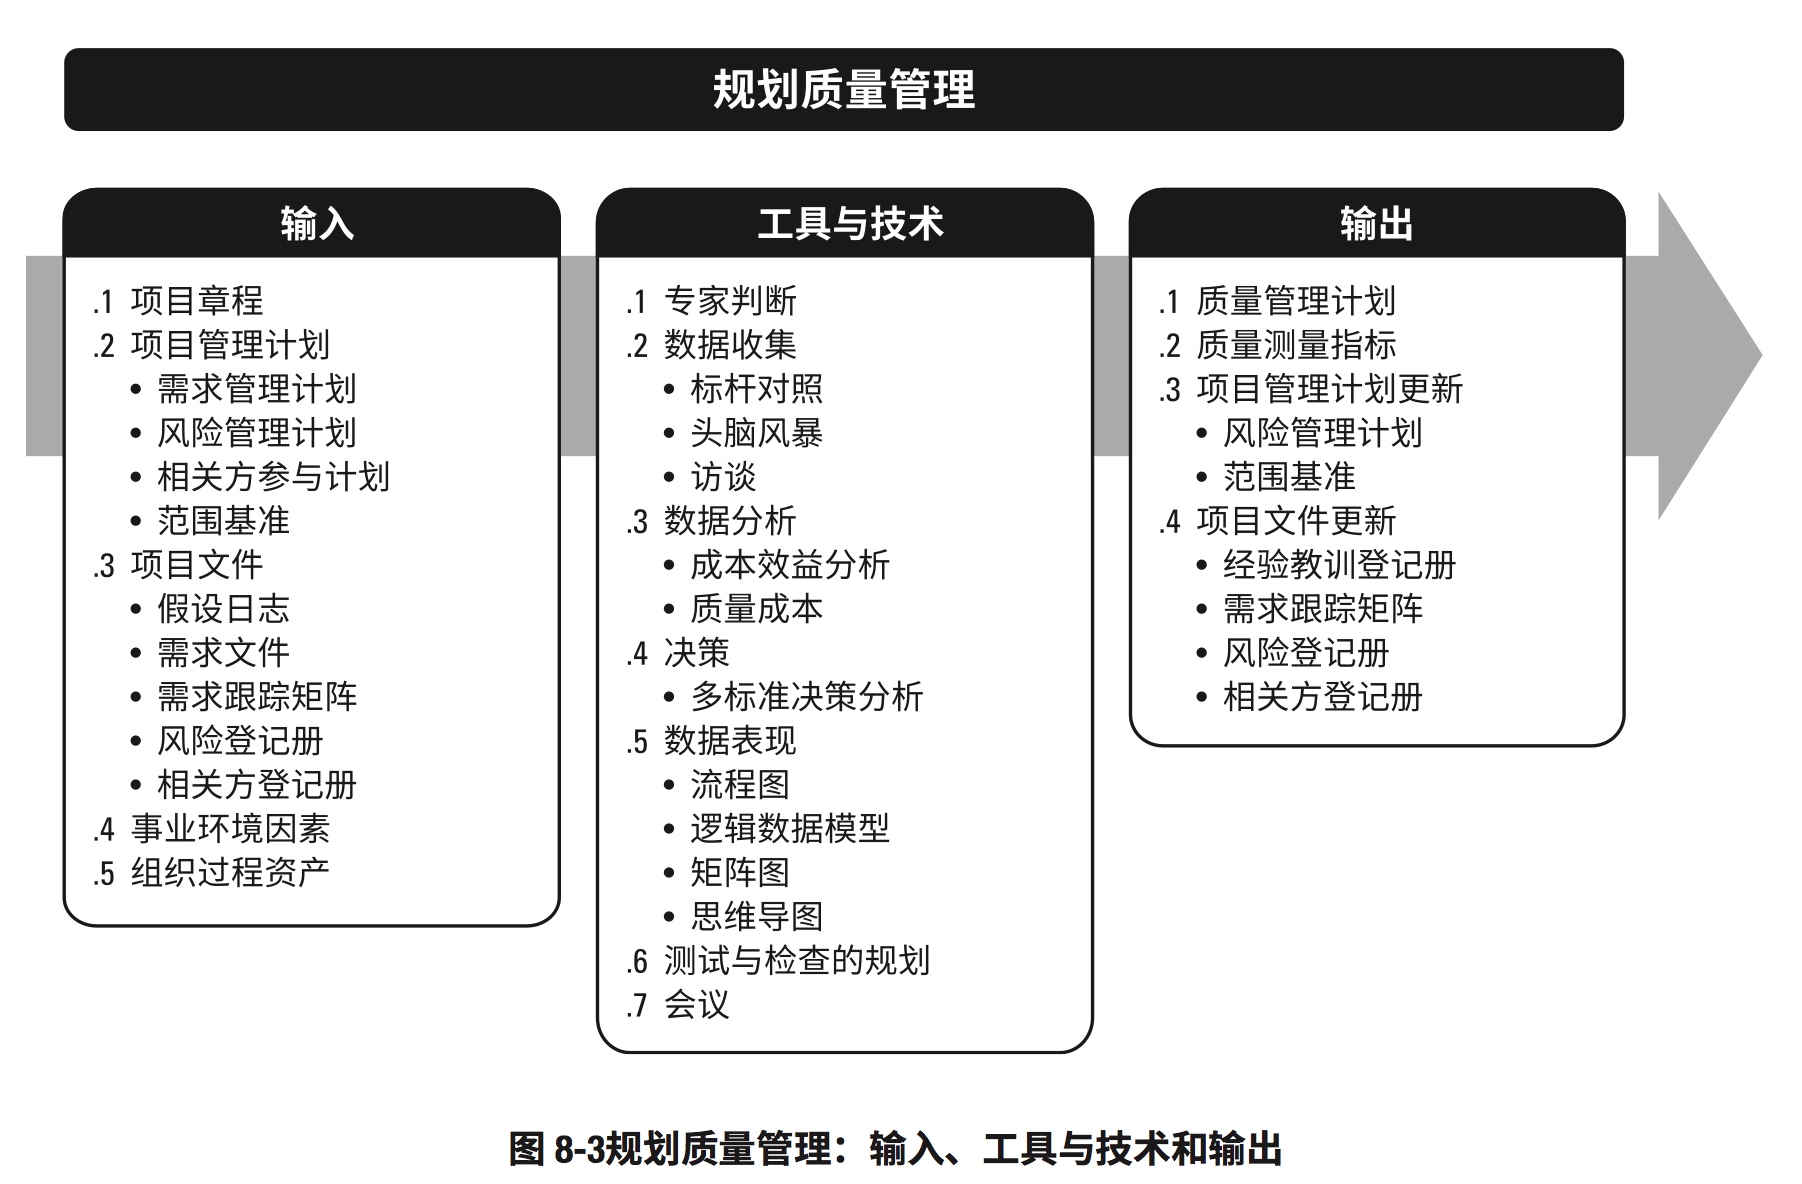 规划质量管理
输入
.1 项目章程
.2 项目管理计划
• 需求管理计划
• 风险管理计划
• 相关方参与计划
• 范围基准
.3 项目文件
• 假设日志
• 需求文件
• 需求跟踪矩阵
• 风险登记册
• 相关方登记册
.4 事业环境因素
.5 组织过程资产
工具与技术
.1 专家判断
.2 数据收集
• 标杆对照
• 头脑风暴
• 访谈
.3 数据分析
• 成本效益分析
• 质量成本
.4 决策
• 多标准决策分析
.5 数据表现
• 流程图
• 逻辑数据模型
• 矩阵图
• 思维导图
.6 测试与检查的规划
.7 会议
输出
.1 质量管理计划
.2 质量测量指标
.3 项目管理计划更新
• 风险管理计划
• 范围基准
.4 项目文件更新
• 经验教训登记册
• 需求跟踪矩阵
• 风险登记册
• 相关方登记册
图 8-3规划质量管理：输入、工具与技术和输出